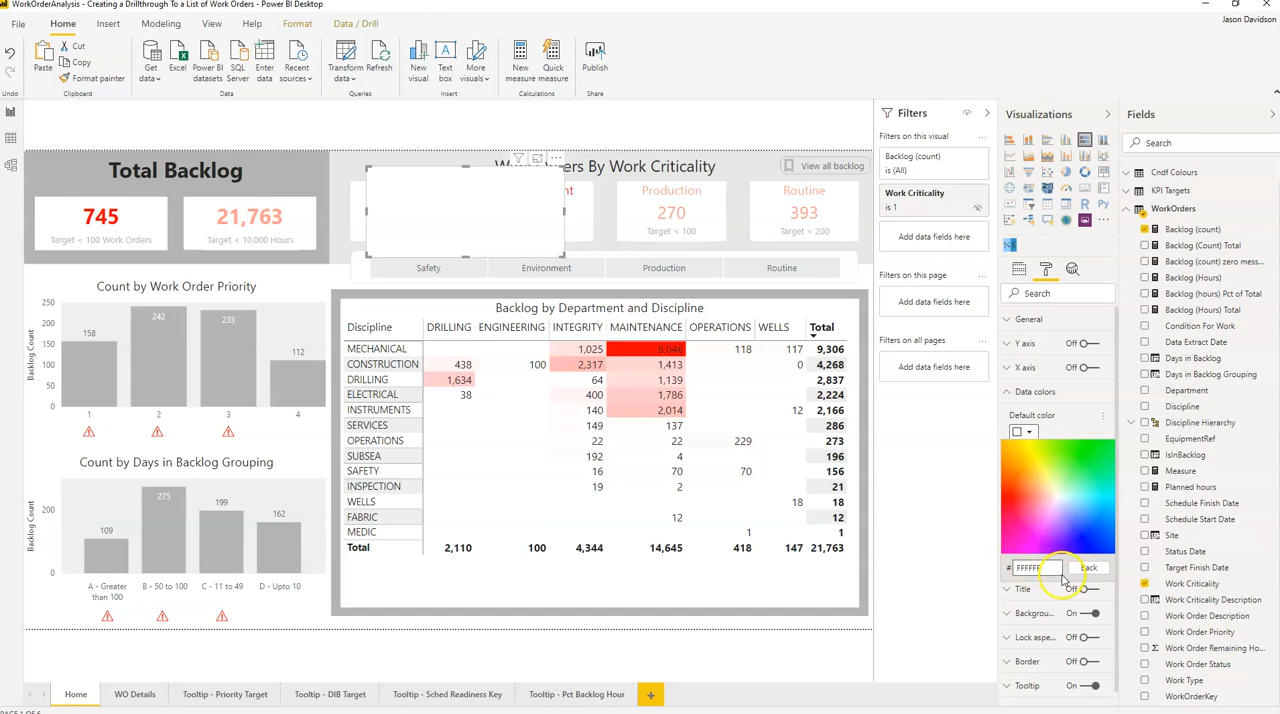 WorkOrderAnalysis - Creating a Drillthrough To a List of Work Orders - Power BI Desktop
Jason Davidson
File Home Insert Modeling View Help Format Data / Drill
Paste
Cut
Copy
Format painter
Get data
Excel
Power BI datasets
SQL Server
Enter data
Recent sources
Transform data
Refresh
New visual
Text box
More visuals
New measure
Quick measure
Publish
Undo Clipboard Data Queries Insert Calculations Share
Total Backlog
745
Target < 100 Work Orders
21,763
Target < 10,000 Hours
Orders By Work Criticality
View all backlog
Production
270
Target < 100
Routine
393
Target < 200
Safety Environment Production Routine
Count by Work Order Priority
Backlog Count
250
200
150
100
50
0
158 242 233 112
1 2 3 4
Count by Days in Backlog Grouping
Backlog Count
200
0
109 275 199 162
A - Greater than 100
B - 50 to 100
C - 11 to 49
D - Upto 10
Backlog by Department and Discipline
Discipline DRILLING ENGINEERING INTEGRITY MAINTENANCE OPERATIONS WELLS Total
MECHANICAL 1,025 8,046 118 117 9,306
CONSTRUCTION 438 100 2,317 1,413 0 4,268
DRILLING 1,634 64 1,139 2,837
ELECTRICAL 38 400 1,786 2,224
INSTRUMENTS 140 2,014 12 2,166
SERVICES 149 137 286
OPERATIONS 22 22 229 273
SUBSEA 192 4 196
SAFETY 16 70 70 156
INSPECTION 19 2 21
WELLS 18 18
FABRIC 12 12
MEDIC 1 1
Total 2,110 100 4,344 14,645 418 147 21,763
Home WO Details Tooltip - Priority Target Tooltip - DIB Target Tooltip - Sched Readiness Key Tooltip - Pct Backlog Hour
Filters
Filters on this visual
Backlog (count)
is (All)
Work Criticality
is 1
Add data fields here
Filters on this page
Add data fields here
Filters on all pages
Add data fields here
Visualizations
Search
General
Y axis Off
X axis Off
Data colors
Default color
# FFFFFF Back
Title Off
Backgrou... On
Lock aspe... Off
Border Off
Tooltip On
Fields
Search
Cndf Colours
KPI Targets
WorkOrders
Backlog (count)
Backlog (Count) Total
Backlog (count) zero mess...
Backlog (Hours)
Backlog (hours) Pct of Total
Backlog (Hours) Total
Condition For Work
Data Extract Date
Days in Backlog
Days in Backlog Grouping
Department
Discipline
Discipline Hierarchy
EquipmentRef
IsInBacklog
Measure
Planned hours
Schedule Finish Date
Schedule Start Date
Site
Status Date
Target Finish Date
Work Criticality
Work Criticality Description
Work Order Description
Work Order Priority
Work Order Remaining Ho...
Work Order Status
Work Type
WorkOrderKey